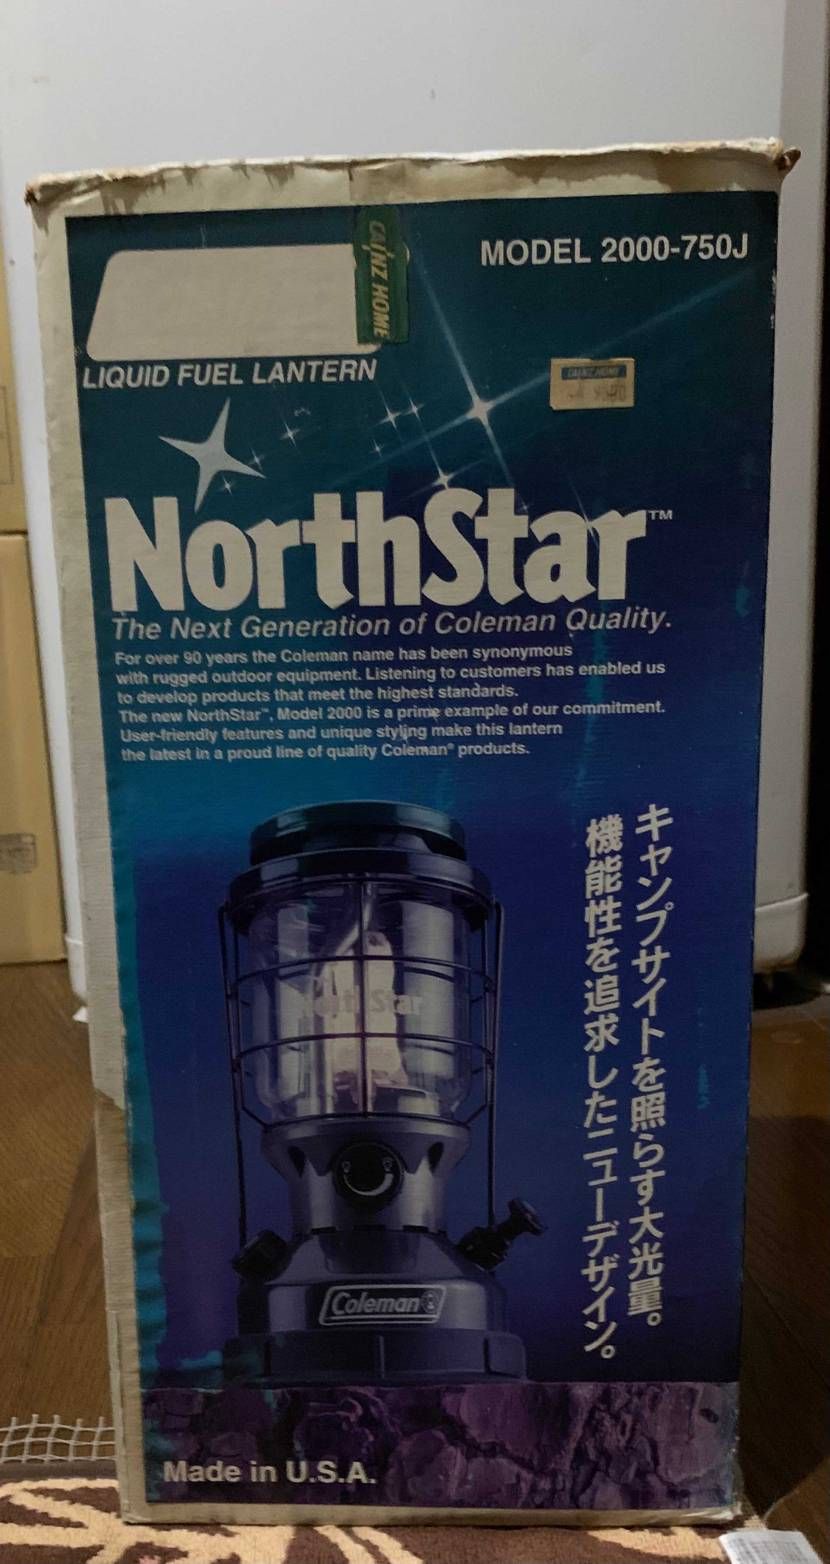 MODEL 2000-750J
CAINZ HOME
LIQUID FUEL LANTERN
CAINZ HOME
NorthStar™
The Next Generation of Coleman Quality.
For over 90 years the Coleman name has been synonymous
with rugged outdoor equipment. Listening to customers has enabled us
to develop products that meet the highest standards.
The new NorthStar™, Model 2000 is a prime example of our commitment.
User-friendly features and unique styling make this lantern
the latest in a proud line of quality Coleman® products.
キャンプサイトを照らす大光量。
機能性を追求したニューデザイン。
NorthStar
Coleman
Made in U.S.A.